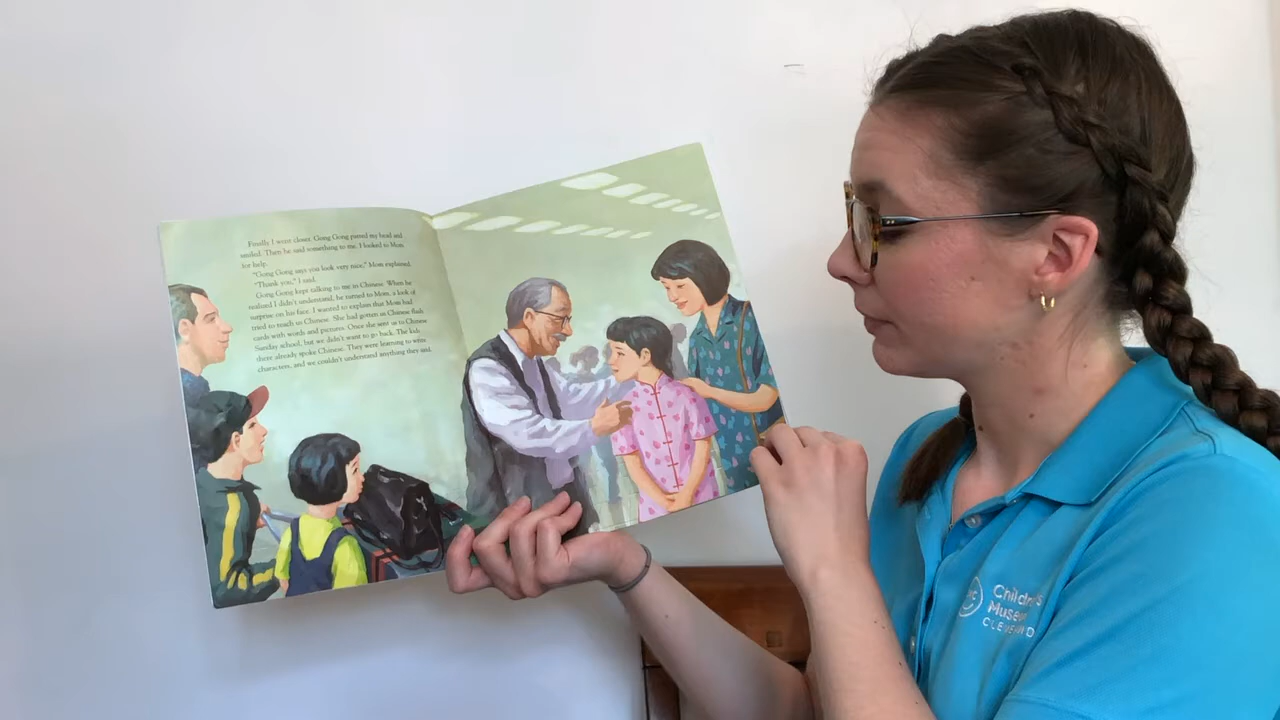 Finally, I went closer. Gong Gong patted my head and
smiled. Then he said something to me. I looked to Mom
for help.
"Gong Gong says you look very nice," Mom explained.
"Thank you," I said.
Gong Gong kept talking to me in Chinese. When he
realized I didn't understand, he turned to Mom, a look of
surprise on his face. I wanted to explain that Mom had
tried to teach us Chinese. She had gotten us Chinese flash
cards with words and pictures. Once she sent us to Chinese
Sunday school, but we didn't want to go back. The kids
there already spoke Chinese. They were learning to write
characters, and we couldn't understand anything they said.
Children's
Museum
CLEVELAND